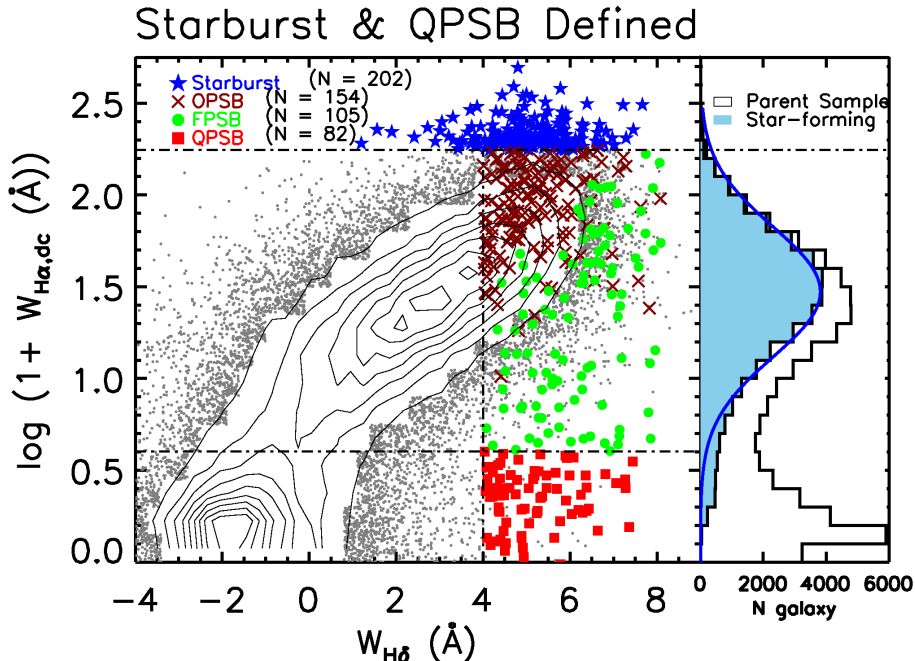 Starburst & QPSB Defined
Starburst (N = 202)
OPSB (N = 154)
FPSB (N = 105)
QPSB (N = 82)
Parent Sample
Star-forming
log (1 + W_Hα,dc (Å))
2.5
2.0
1.5
1.0
0.5
0.0
-4 -2 0 2 4 6 8
0 2000 4000 6000
W_Hδ (Å)
N galaxy